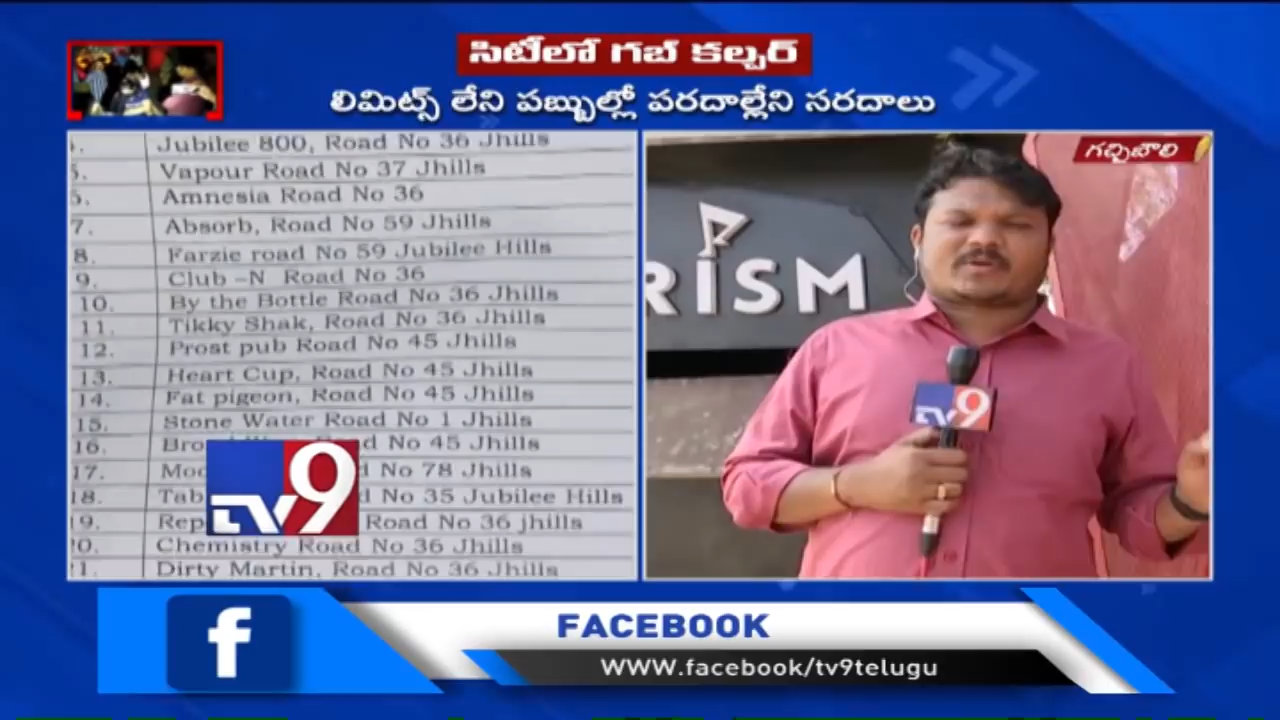 సిటీలో గబ్ కల్చర్
లిమిట్స్ లేని పబ్బుల్లో పరదాల్లేని సరదాలు
Jubilee 800, Road No 36 Jhills
5. Vapour Road No 37 Jhills
6. Amnesia Road No 36
7. Absorb, Road No 59 Jhills
8. Farzie road No 59 Jubilee Hills
9. Club -N Road No 36
10. By the Bottle Road No 36 Jhills
11. Tikky Shak, Road No 36 Jhills
12. Prost pub Road No 45 Jhills
13. Heart Cup, Road No 45 Jhills
14. Fat pigeon, Road No 45 Jhills
15. Stone Water Road No 1 Jhills
16. No 45 Jhills
17. No 78 Jhills
18. No 35 Jubilee Hills
19. Road No 36 jhills
20. Chemistry Road No 36 Jhills
21. Dirty Martin, Road No 36 Jhills
TV9
గచ్చిబౌలి
RISM
TV9
f
FACEBOOK
WWW.facebook/tv9telugu